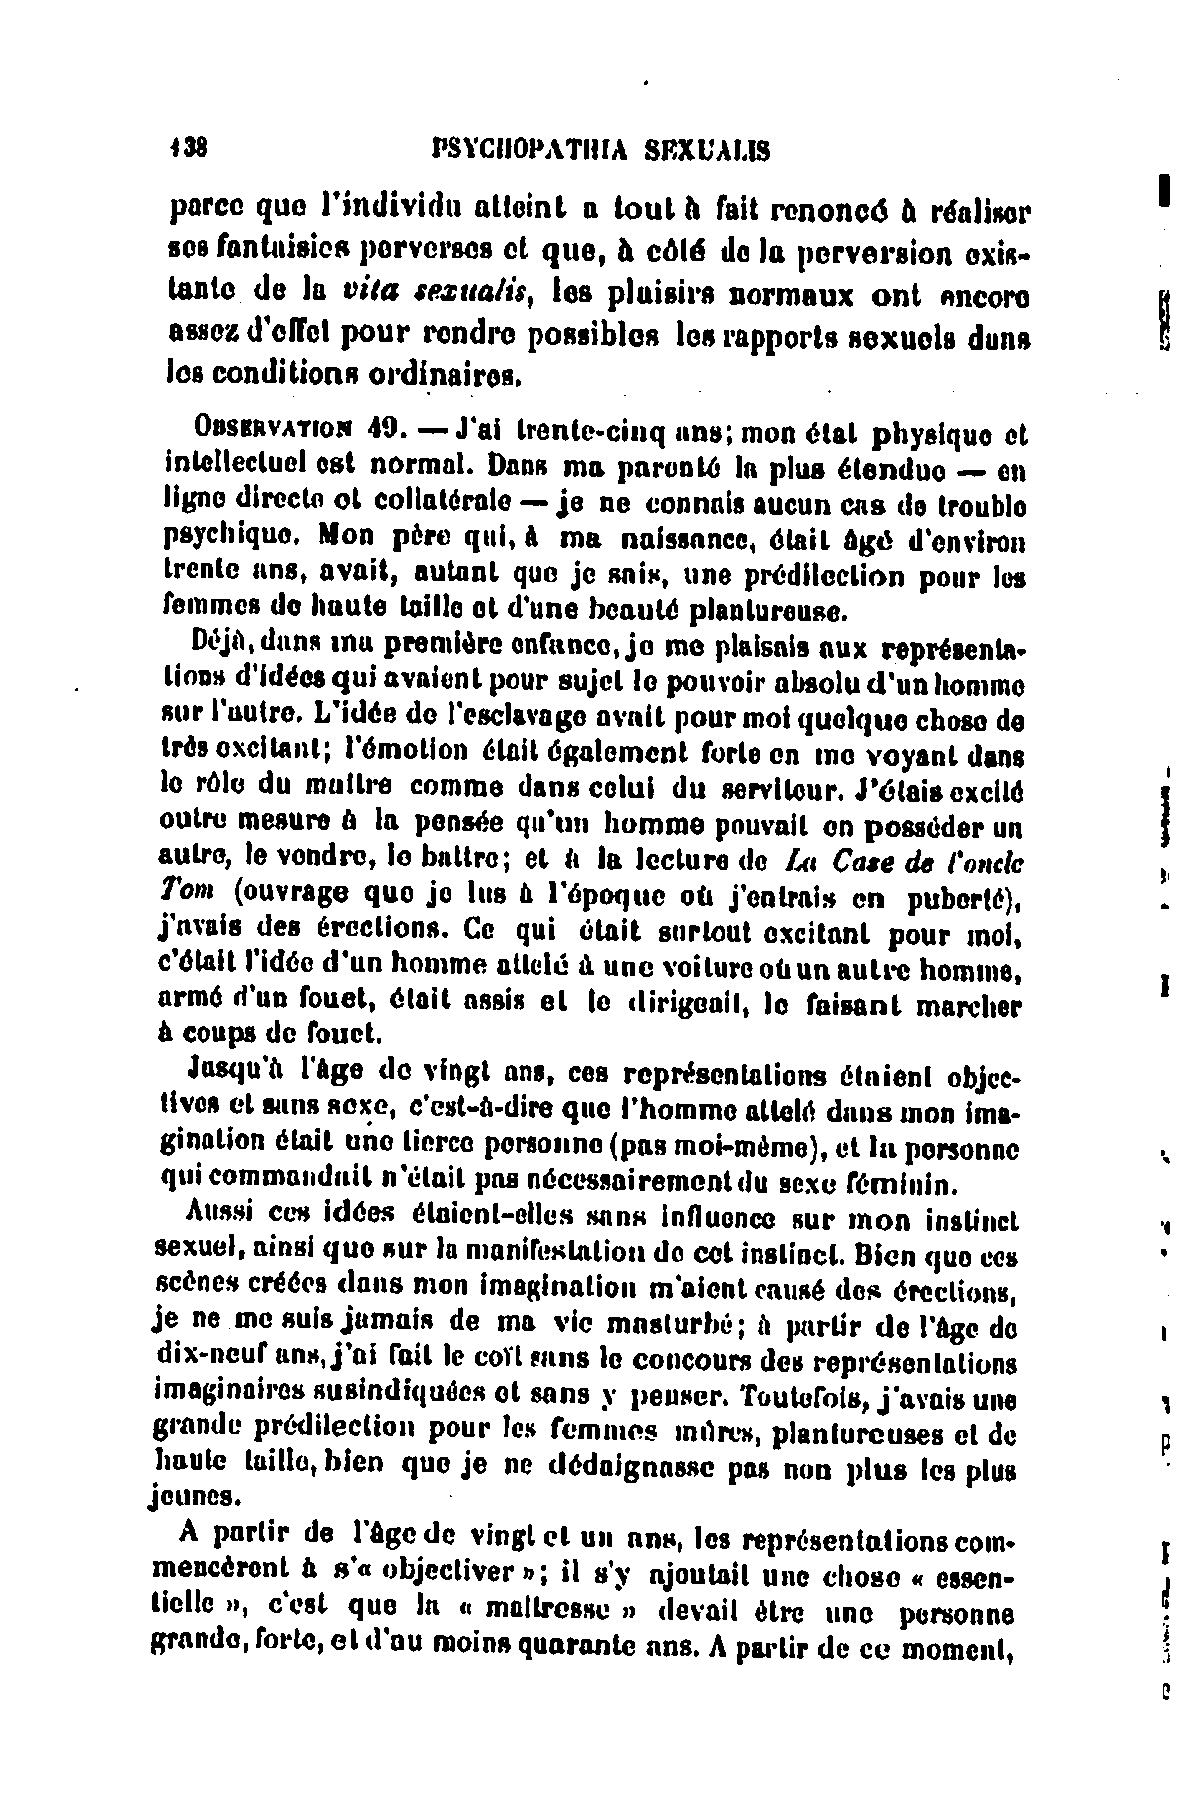 138 PSYCHOPATHIA SEXUALIS
parce que l'individu atteint a tout à fait renoncé à réaliser
ses fantaisies perverses et que, à côté de la perversion exis-
tante de la vita sexualis, les plaisirs normaux ont encore
assez d'effet pour rendre possibles les rapports sexuels dans
les conditions ordinaires.
OBSERVATION 49. — J'ai trente-cinq ans; mon état physique et
intellectuel est normal. Dans ma parenté la plus étendue — en
ligne directe et collatérale — je ne connais aucun cas de trouble
psychique. Mon père qui, à ma naissance, était âgé d'environ
trente ans, avait, autant que je sais, une prédilection pour les
femmes de haute taille et d'une beauté plantureuse.
Déjà, dans ma première enfance, je me plaisais aux représenta-
tions d'idées qui avaient pour sujet le pouvoir absolu d'un homme
sur l'autre. L'idée de l'esclavage avait pour moi quelque chose de
très excitant; l'émotion était également forte en me voyant dans
le rôle du maître comme dans celui du serviteur. J'étais excité
outre mesure à la pensée qu'un homme pouvait en posséder un
autre, le vendre, le battre; et à la lecture de La Case de l'oncle
Tom (ouvrage que je lus à l'époque où j'entrais en puberté),
j'avais des érections. Ce qui était surtout excitant pour moi,
c'était l'idée d'un homme attelé à une voiture où un autre homme,
armé d'un fouet, était assis et le dirigeait, le faisant marcher
à coups de fouet.
Jusqu'à l'âge de vingt ans, ces représentations étaient objec-
tives et sans sexe, c'est-à-dire que l'homme attelé dans mon ima-
gination était une tierce personne (pas moi-même), et la personne
qui commandait n'était pas nécessairement du sexe féminin.
Aussi ces idées étaient-elles sans influence sur mon instinct
sexuel, ainsi que sur la manifestation de cet instinct. Bien que ces
scènes créées dans mon imagination m'aient causé des érections,
je ne me suis jamais de ma vie masturbé; à partir de l'âge de
dix-neuf ans, j'ai fait le coït sans le concours des représentations
imaginaires susindiquées et sans y penser. Toutefois, j'avais une
grande prédilection pour les femmes mûres, plantureuses et de
haute taille, bien que je ne dédaignasse pas non plus les plus
jeunes.
A partir de l'âge de vingt et un ans, les représentations com-
mencèrent à s'« objectiver »; il s'y ajoutait une chose « essen-
tielle », c'est que la « maîtresse » devait être une personne
grande, forte, et d'au moins quarante ans. A partir de ce moment,